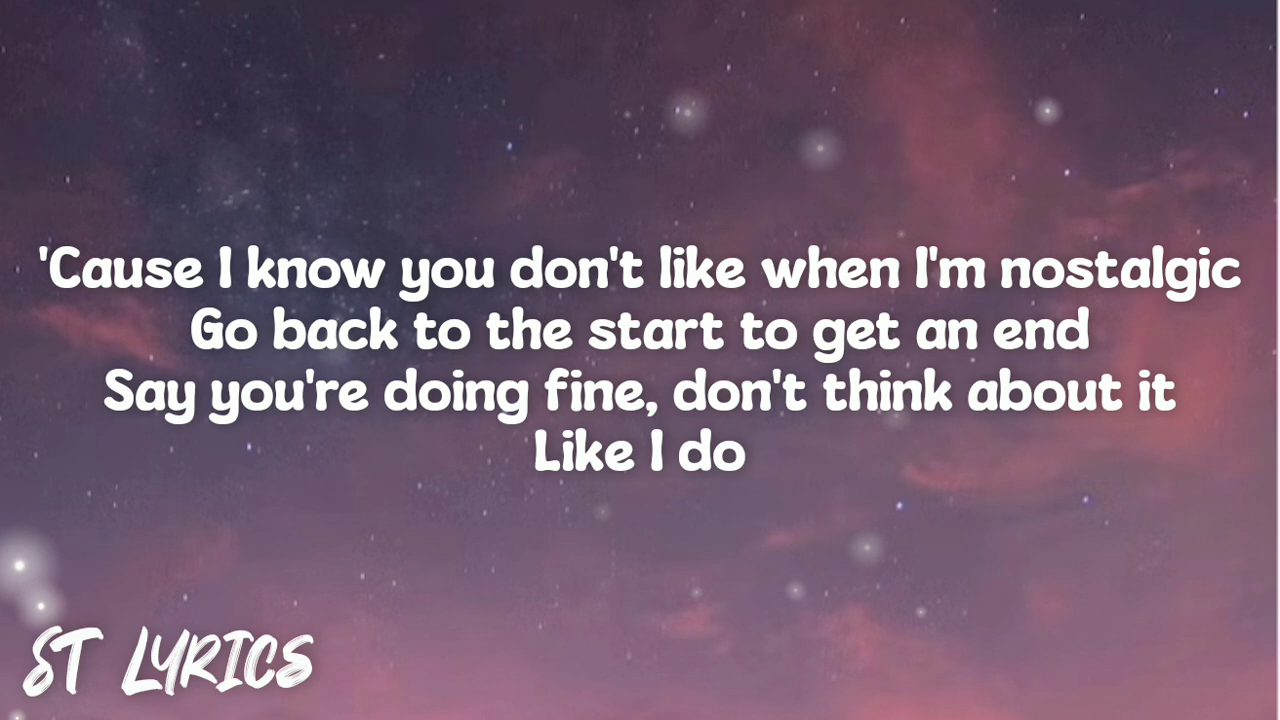 'Cause I know you don't like when I'm nostalgic
Go back to the start to get an end
Say you're doing fine, don't think about it
Like I do
ST LYRICS